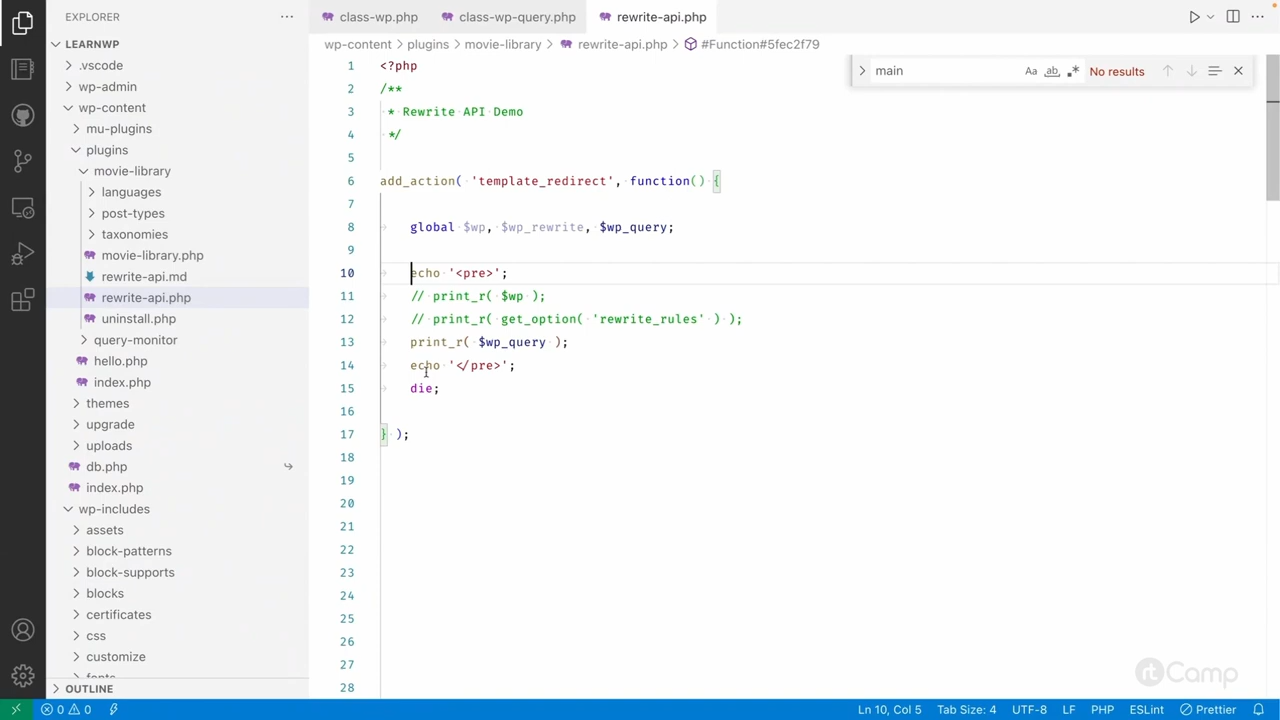 EXPLORER
LEARNWP
.vscode
wp-admin
wp-content
mu-plugins
plugins
movie-library
languages
post-types
taxonomies
movie-library.php
rewrite-api.md
rewrite-api.php
uninstall.php
query-monitor
hello.php
index.php
themes
upgrade
uploads
db.php
index.php
wp-includes
assets
block-patterns
block-supports
blocks
certificates
css
customize
fonts
OUTLINE
class-wp.php
class-wp-query.php
rewrite-api.php
wp-content > plugins > movie-library > rewrite-api.php > #Function#5fec2f79
main
Aa
ab
No results
1 <?php
2 /**
3 * Rewrite API Demo
4 */
5
6 add_action( 'template_redirect', function() {
7
8 global $wp, $wp_rewrite, $wp_query;
9
10 echo '<pre>';
11 // print_r( $wp );
12 // print_r( get_option( 'rewrite_rules' ) );
13 print_r( $wp_query );
14 echo '</pre>';
15 die;
16
17 } );
18
19
20
21
22
23
24
25
26
27
28
rtCamp
0 0
Ln 10, Col 5
Tab Size: 4
UTF-8
LF
PHP
ESLint
Prettier